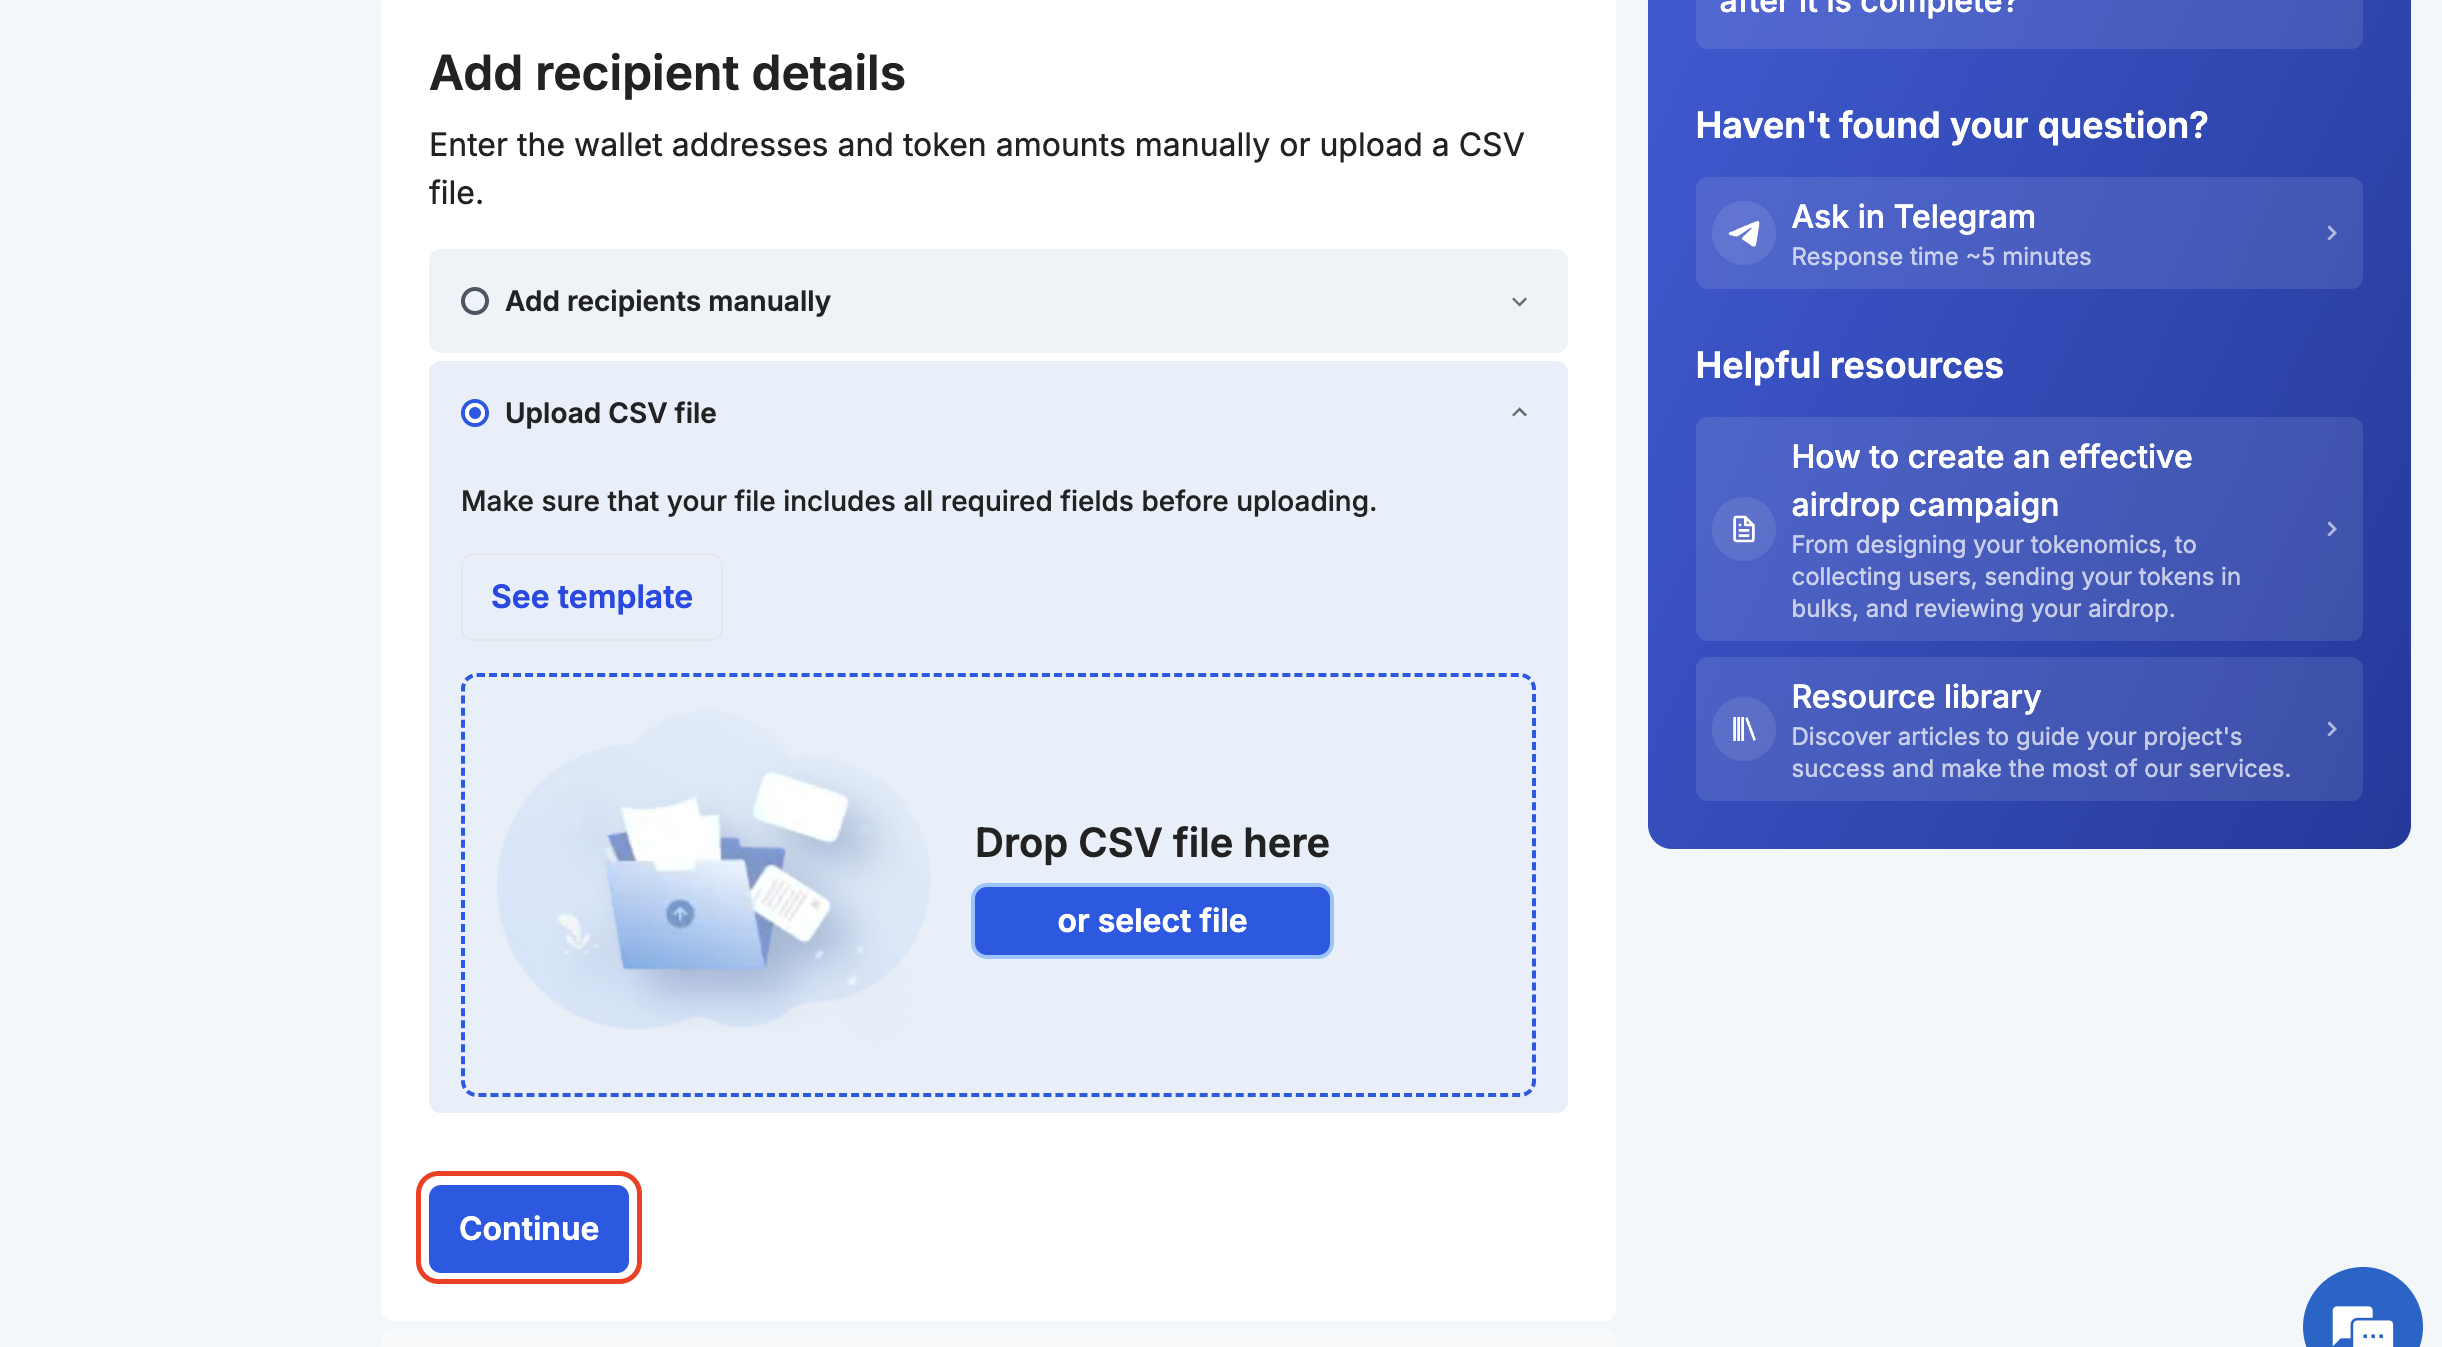 Add recipient details
Enter the wallet addresses and token amounts manually or upload a CSV
file.
Add recipients manually
Upload CSV file
Make sure that your file includes all required fields before uploading.
See template
Drop CSV file here
or select file
Continue
after it is complete?
Haven't found your question?
Ask in Telegram
Response time ~5 minutes
Helpful resources
How to create an effective
airdrop campaign
From designing your tokenomics, to
collecting users, sending your tokens in
bulks, and reviewing your airdrop.
Resource library
Discover articles to guide your project's
success and make the most of our services.